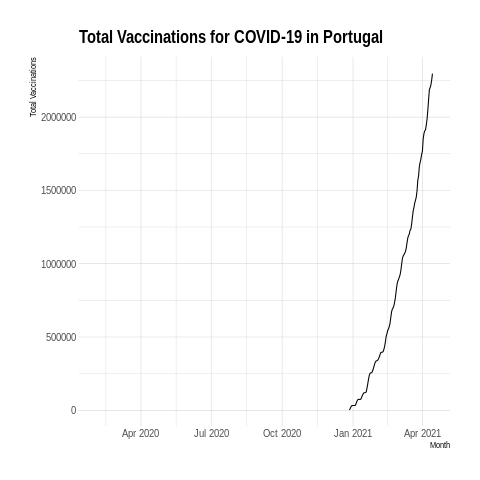 Total Vaccinations for COVID-19 in Portugal
Total Vaccinations
2000000
1500000
1000000
500000
0
Apr 2020 Jul 2020 Oct 2020 Jan 2021 Apr 2021
Month